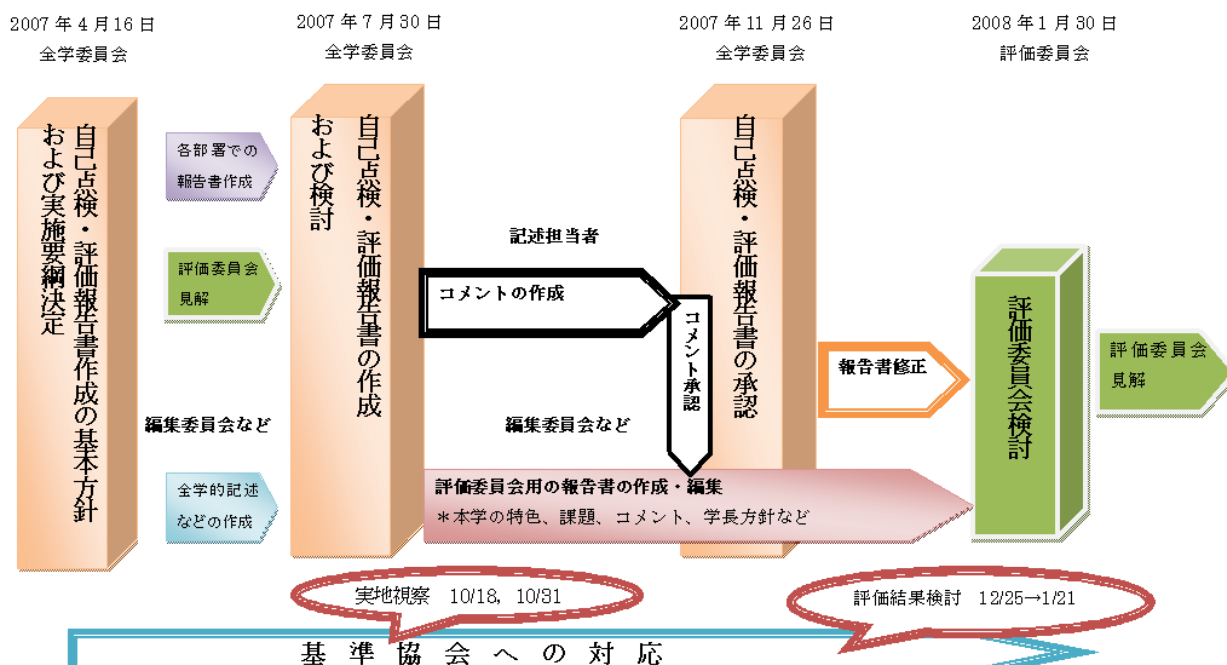 2007年4月16日
全学委員会
2007年7月30日
全学委員会
2007年11月26日
全学委員会
2008年1月30日
評価委員会
自己点検・評価報告書作成の基本方針
および実施要綱決定
各部署での
報告書作成
評価委員会
見解
編集委員会など
全学的記述
などの作成
自己点検・評価報告書の作成
および検討
記述担当者
コメントの作成
コメント承認
編集委員会など
自己点検・評価報告書の承認
報告書修正
評価委員会検討
評価委員会
見解
評価委員会用の報告書の作成・編集
*本学の特色、課題、コメント、学長方針など
実地視察 10/18, 10/31
評価結果検討 12/25→1/21
基準協会への対応